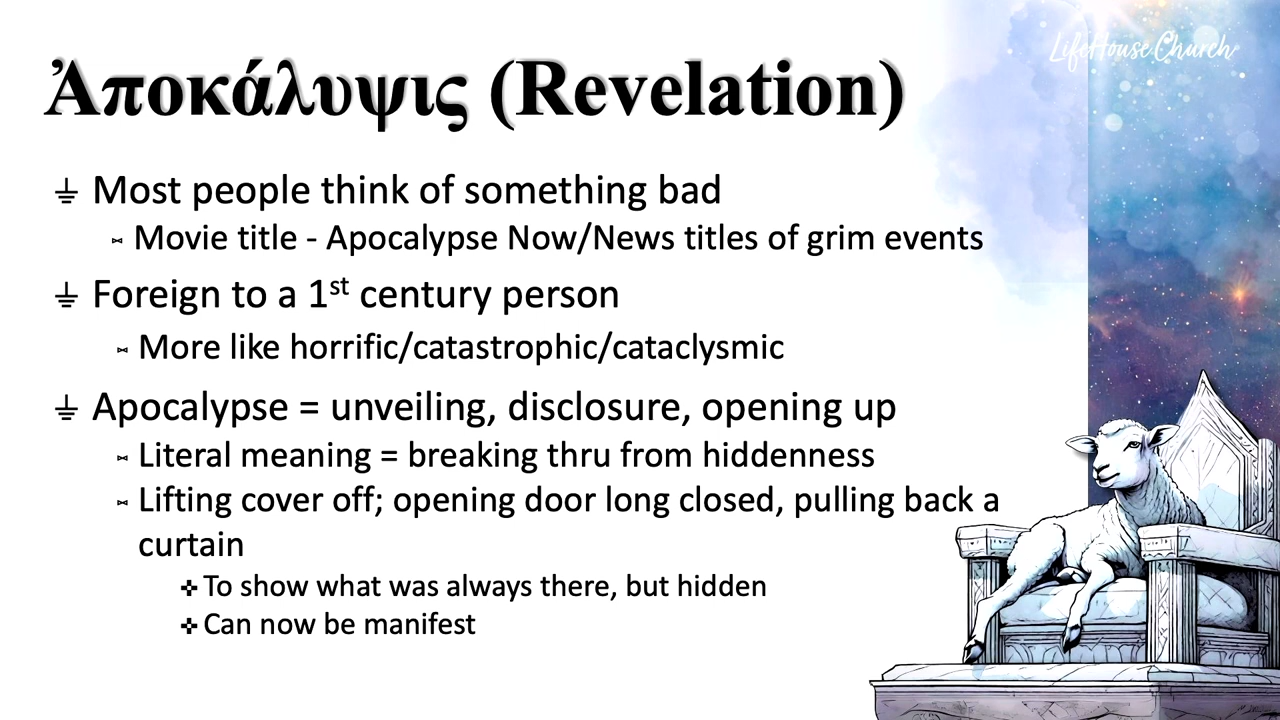 LifeHouse Church
Ἀποκάλυψις (Revelation)
Most people think of something bad
Movie title - Apocalypse Now/News titles of grim events
Foreign to a 1st century person
More like horrific/catastrophic/cataclysmic
Apocalypse = unveiling, disclosure, opening up
Literal meaning = breaking thru from hiddenness
Lifting cover off; opening door long closed, pulling back a
curtain
To show what was always there, but hidden
Can now be manifest